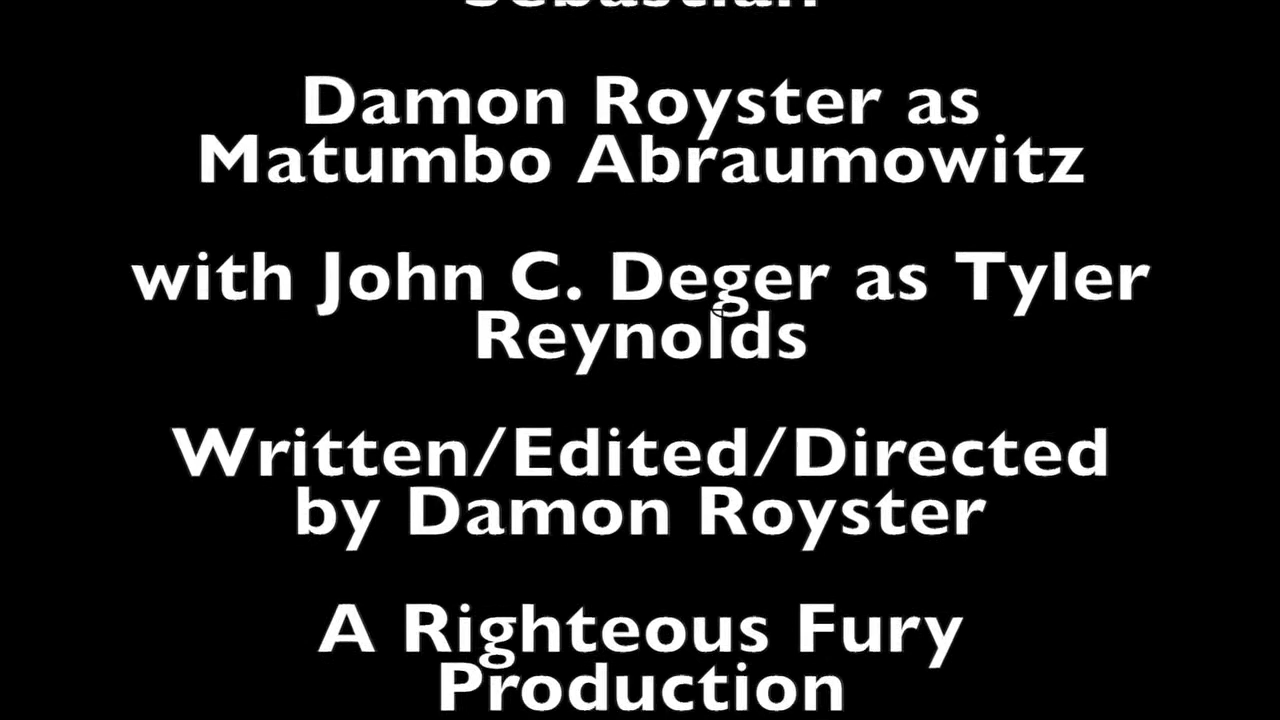 Sebastian
Damon Royster as
Matumbo Abraumowitz
with John C. Deger as Tyler
Reynolds
Written/Edited/Directed
by Damon Royster
A Righteous Fury
Production